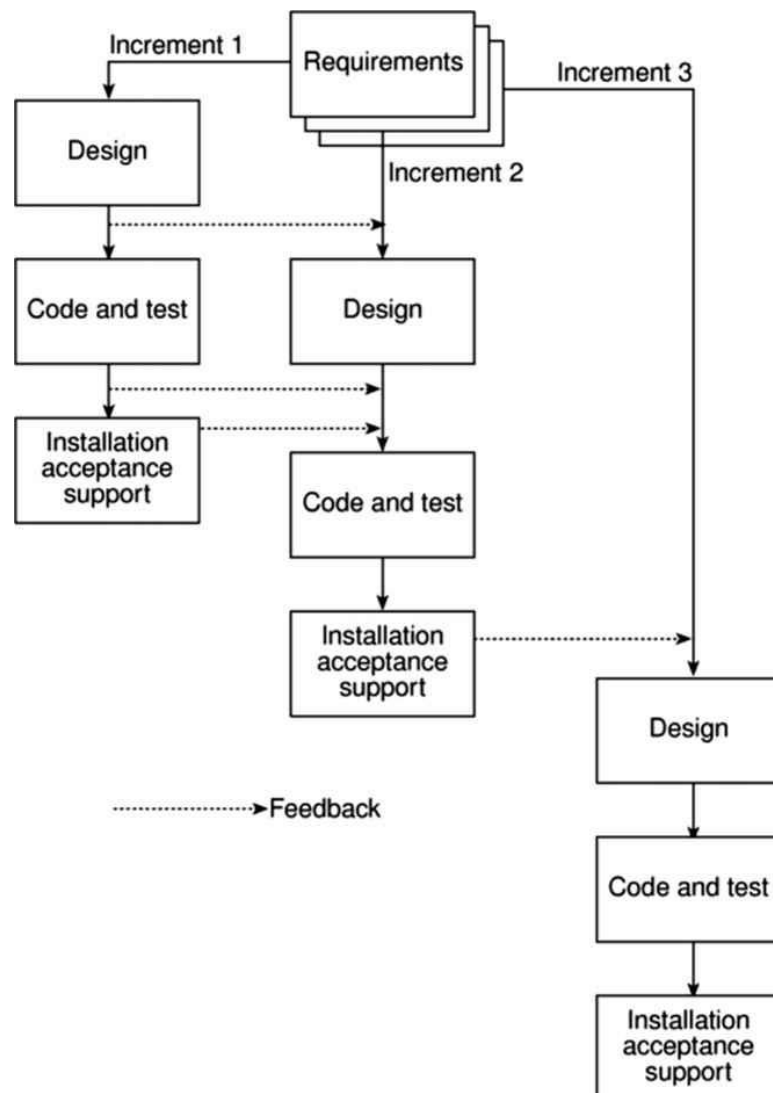 Increment 1
Requirements
Increment 3
Design
Increment 2
Code and test
Design
Installation
acceptance
support
Code and test
Installation
acceptance
support
Design
Feedback
Code and test
Installation
acceptance
support